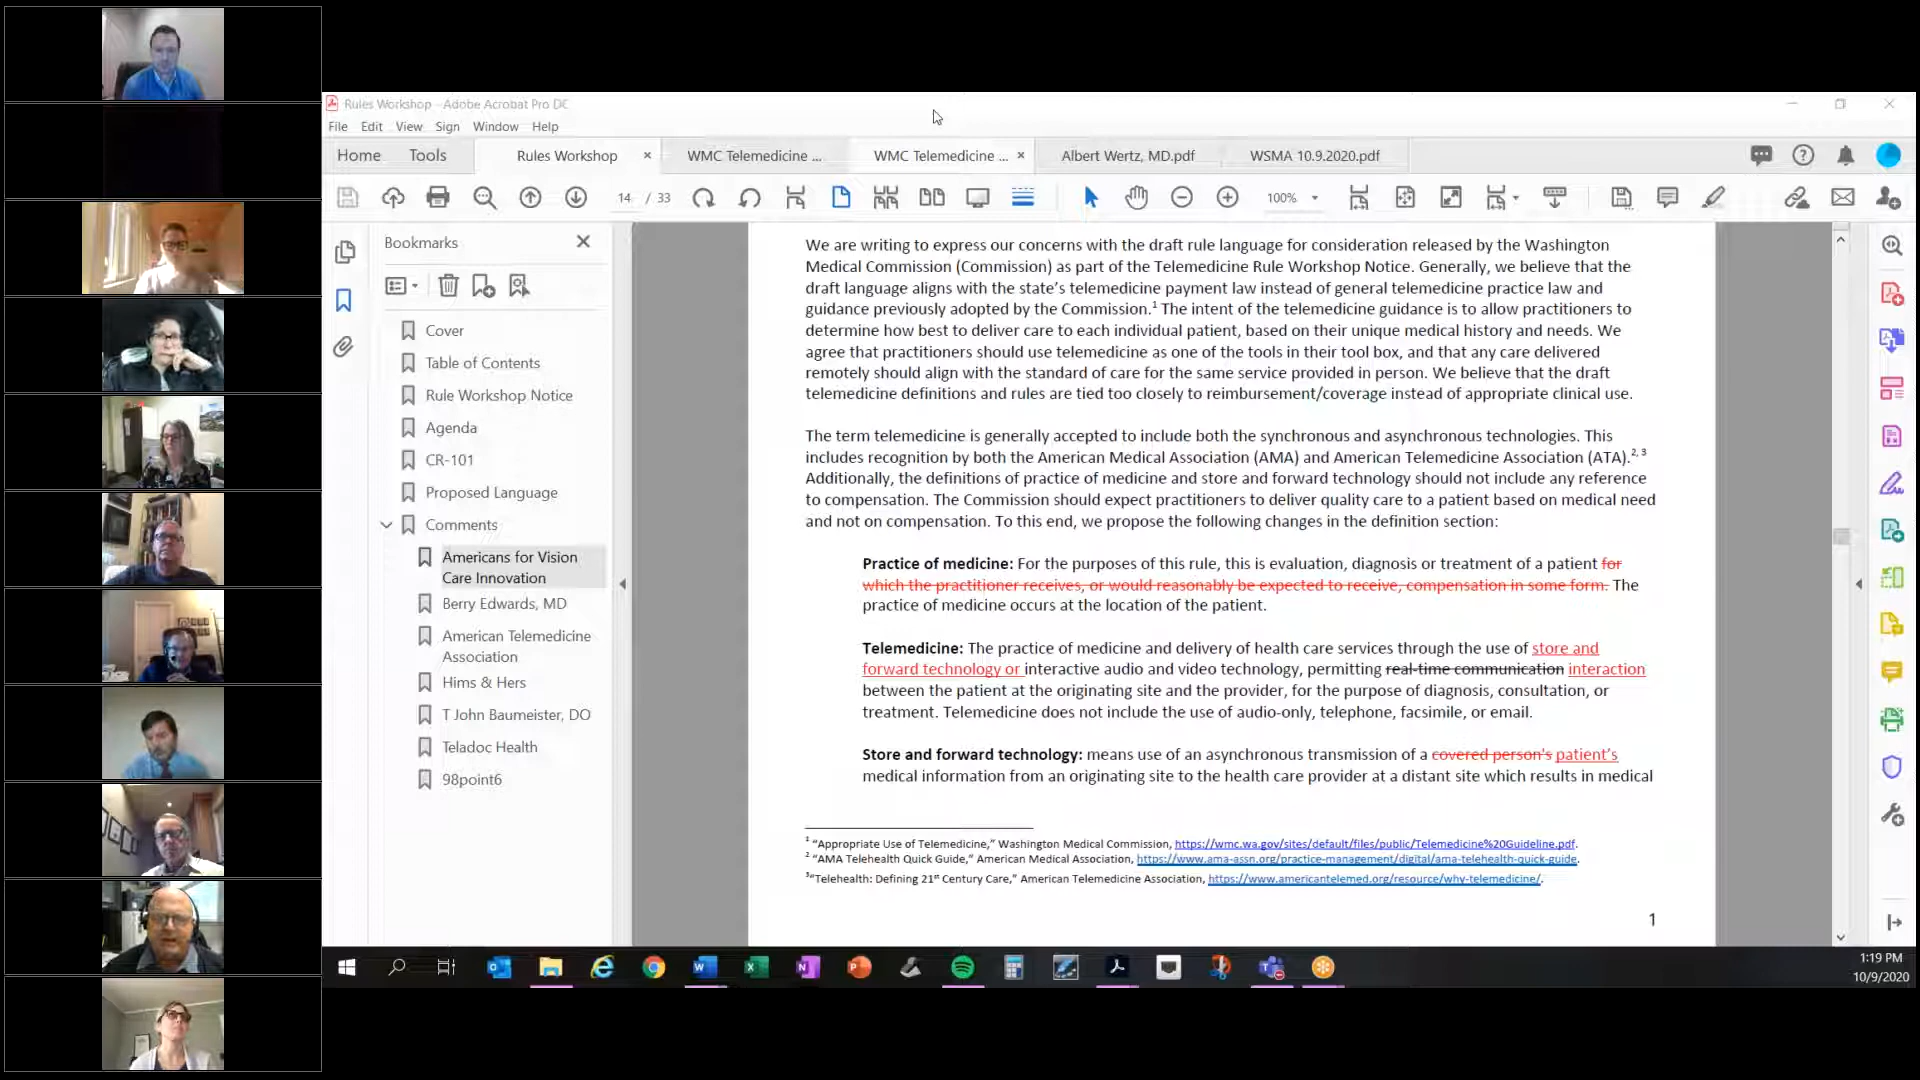 Rules Workshop - Adobe Acrobat Pro DC
File Edit View Sign Window Help
Home Tools Rules Workshop × WMC Telemedicine ... WMC Telemedicine ... × Albert Wertz, MD.pdf WSMA 10.9.2020.pdf
14 / 33 100%
Bookmarks
Cover
Table of Contents
Rule Workshop Notice
Agenda
CR-101
Proposed Language
Comments
Americans for Vision
Care Innovation
Berry Edwards, MD
American Telemedicine
Association
Hims & Hers
T John Baumeister, DO
Teladoc Health
98point6
We are writing to express our concerns with the draft rule language for consideration released by the Washington
Medical Commission (Commission) as part of the Telemedicine Rule Workshop Notice. Generally, we believe that the
draft language aligns with the state's telemedicine payment law instead of general telemedicine practice law and
guidance previously adopted by the Commission.1 The intent of the telemedicine guidance is to allow practitioners to
determine how best to deliver care to each individual patient, based on their unique medical history and needs. We
agree that practitioners should use telemedicine as one of the tools in their tool box, and that any care delivered
remotely should align with the standard of care for the same service provided in person. We believe that the draft
telemedicine definitions and rules are tied too closely to reimbursement/coverage instead of appropriate clinical use.
The term telemedicine is generally accepted to include both the synchronous and asynchronous technologies. This
includes recognition by both the American Medical Association (AMA) and American Telemedicine Association (ATA).2, 3
Additionally, the definitions of practice of medicine and store and forward technology should not include any reference
to compensation. The Commission should expect practitioners to deliver quality care to a patient based on medical need
and not on compensation. To this end, we propose the following changes in the definition section:
Practice of medicine: For the purposes of this rule, this is evaluation, diagnosis or treatment of a patient for
which the practitioner receives, or would reasonably be expected to receive, compensation in some form. The
practice of medicine occurs at the location of the patient.
Telemedicine: The practice of medicine and delivery of health care services through the use of store and
forward technology or interactive audio and video technology, permitting real-time communication interaction
between the patient at the originating site and the provider, for the purpose of diagnosis, consultation, or
treatment. Telemedicine does not include the use of audio-only, telephone, facsimile, or email.
Store and forward technology: means use of an asynchronous transmission of a covered person's patient's
medical information from an originating site to the health care provider at a distant site which results in medical
1 "Appropriate Use of Telemedicine," Washington Medical Commission, https://wmc.wa.gov/sites/default/files/public/Telemedicine%20Guideline.pdf.
2 "AMA Telehealth Quick Guide," American Medical Association, https://www.ama-assn.org/practice-management/digital/ama-telehealth-quick-guide.
3"Telehealth: Defining 21st Century Care," American Telemedicine Association, https://www.americantelemed.org/resource/why-telemedicine/.
1
1:19 PM
10/9/2020